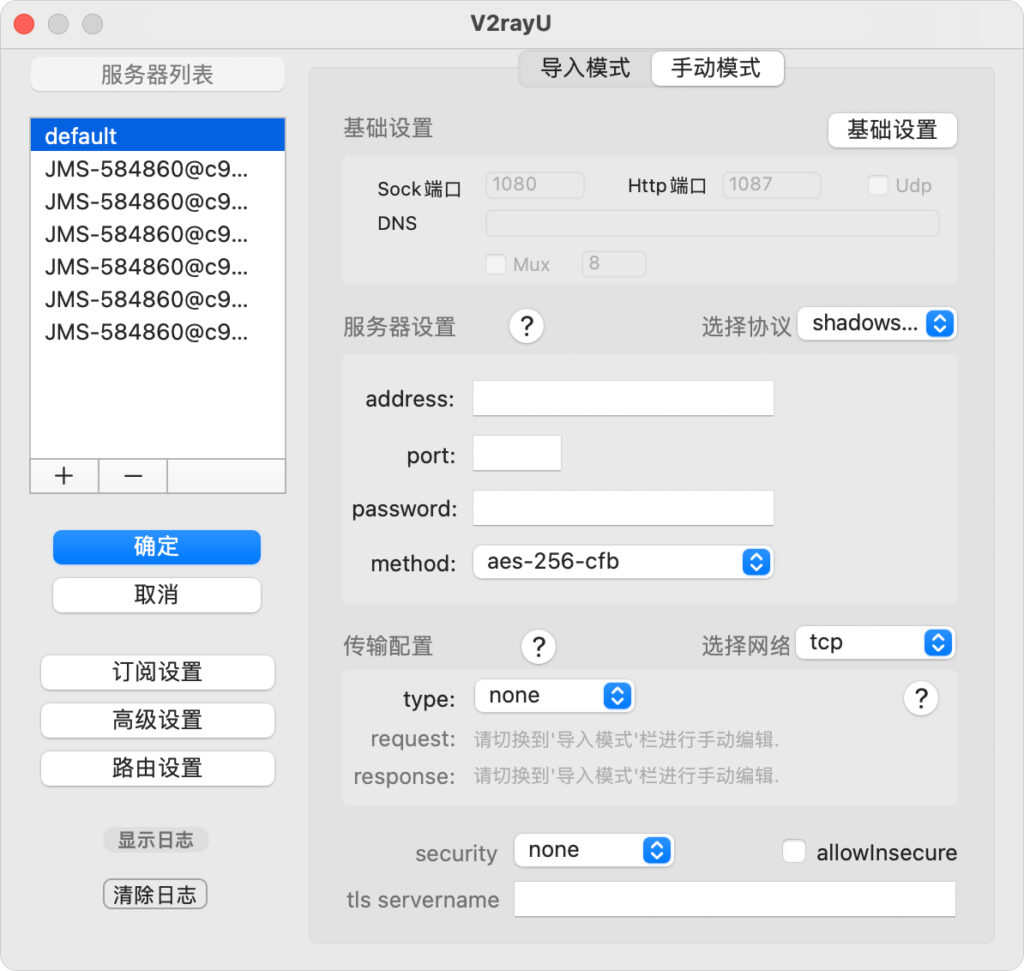 V2rayU
服务器列表
default
JMS-584860@c9...
JMS-584860@c9...
JMS-584860@c9...
JMS-584860@c9...
JMS-584860@c9...
JMS-584860@c9...
+ −
确定
取消
订阅设置
高级设置
路由设置
显示日志
清除日志
导入模式 手动模式
基础设置 基础设置
Sock端口 1080 Http端口 1087 Udp
DNS
Mux 8
服务器设置 ? 选择协议 shadows...
address:
port:
password:
method: aes-256-cfb
传输配置 ? 选择网络 tcp
type: none ?
request: 请切换到'导入模式'栏进行手动编辑.
response: 请切换到'导入模式'栏进行手动编辑.
security none allowInsecure
tls servername